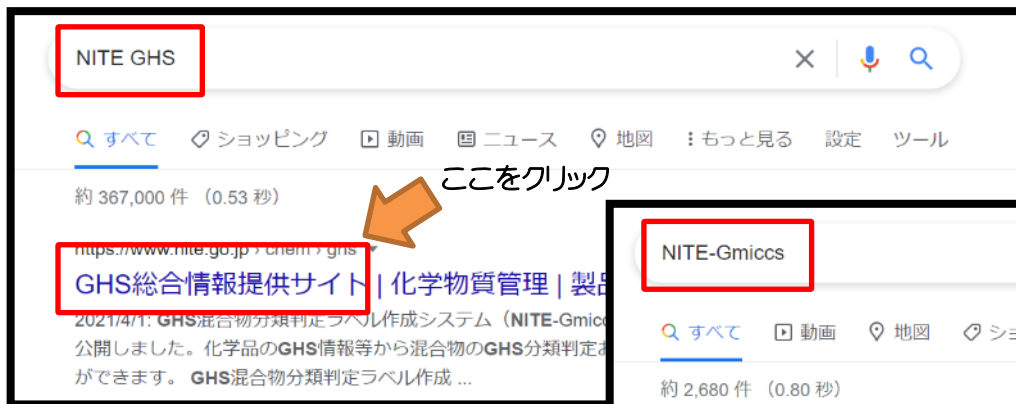 NITE GHS
すべて ショッピング 動画 ニュース 地図 もっと見る 設定 ツール
約 367,000 件 （0.53 秒）
ここをクリック
https://www.nite.go.jp › chem › ghs
GHS総合情報提供サイト | 化学物質管理 | 製品
2021/4/1: GHS混合物分類判定ラベル作成システム（NITE-Gmicc
公開しました。化学品のGHS情報等から混合物のGHS分類判定お
ができます。 GHS混合物分類判定ラベル作成 ...
NITE-Gmiccs
すべて 動画 地図 ショ
約 2,680 件 （0.80 秒）